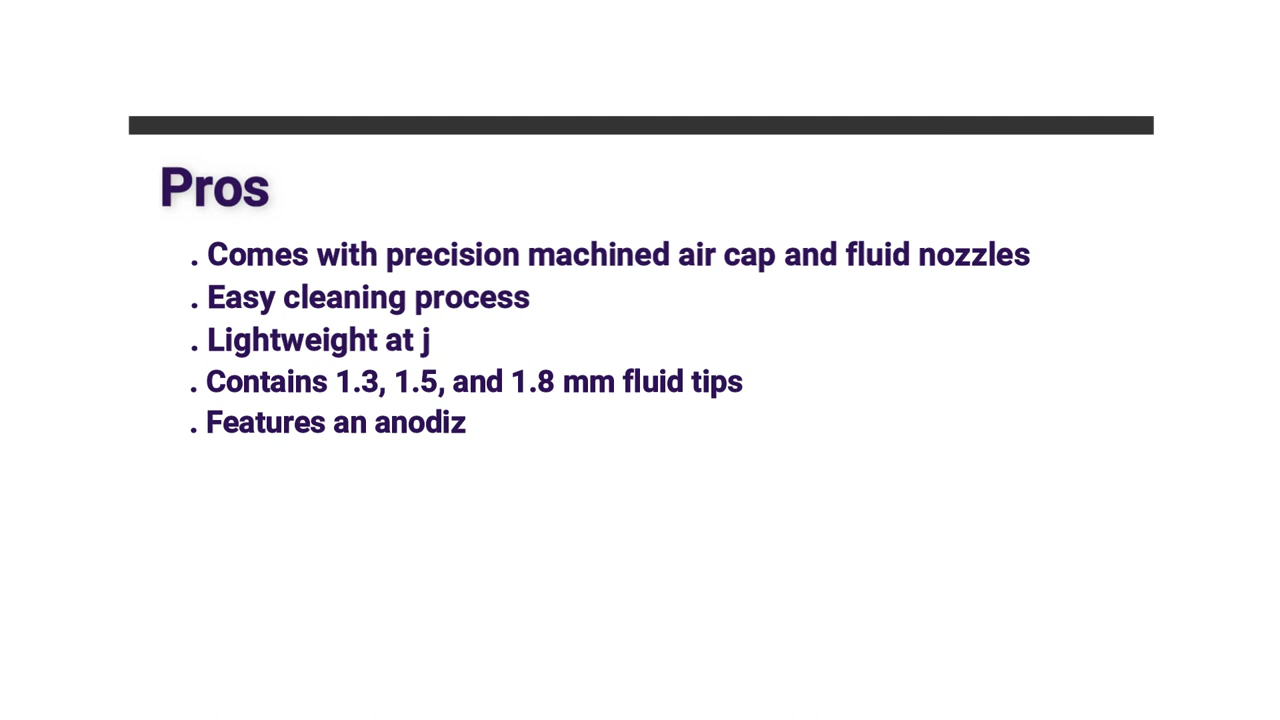 Pros
. Comes with precision machined air cap and fluid nozzles
. Easy cleaning process
. Lightweight at j
. Contains 1.3, 1.5, and 1.8 mm fluid tips
. Features an anodiz